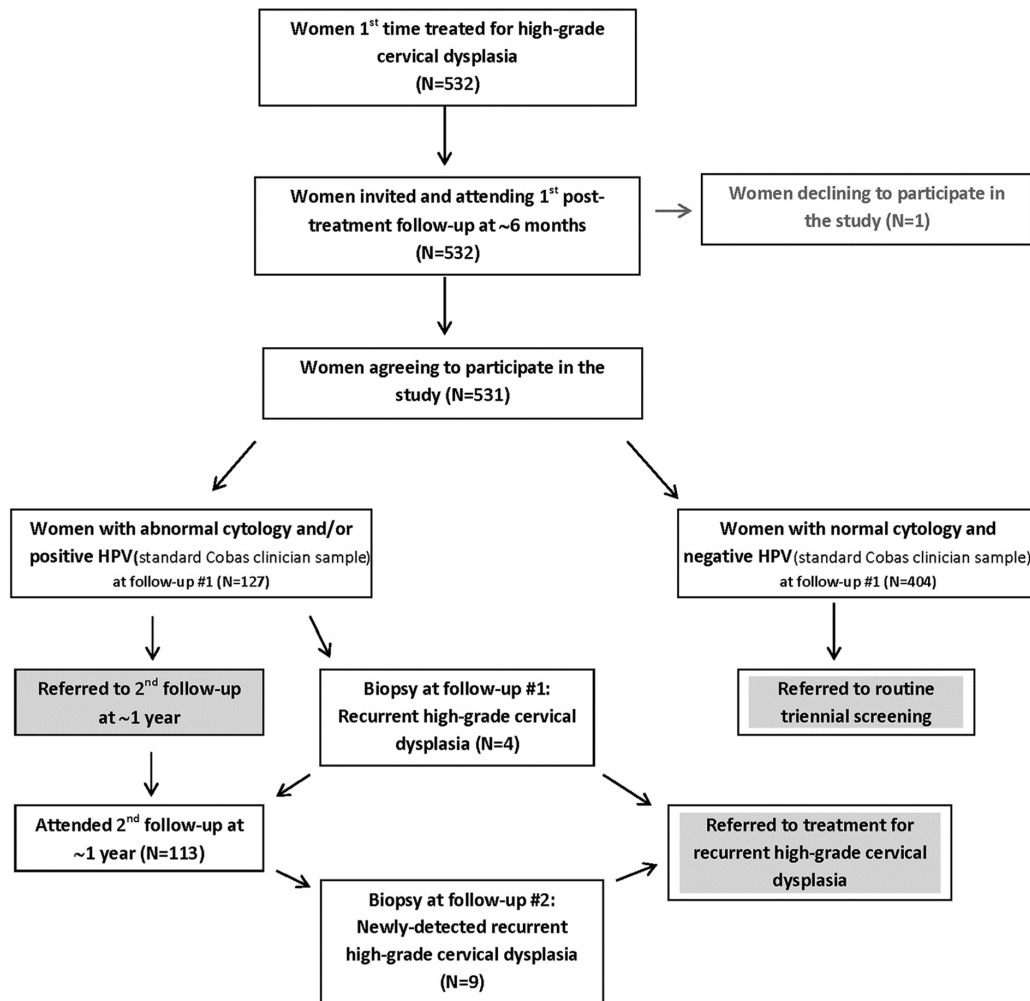 Women 1st time treated for high-grade
cervical dysplasia
(N=532)
Women invited and attending 1st post-
treatment follow-up at ~6 months
(N=532)
Women declining to participate in
the study (N=1)
Women agreeing to participate in the
study (N=531)
Women with abnormal cytology and/or
positive HPV(standard Cobas clinician sample)
at follow-up #1 (N=127)
Women with normal cytology and
negative HPV(standard Cobas clinician sample)
at follow-up #1 (N=404)
Referred to 2nd follow-up
at ~1 year
Biopsy at follow-up #1:
Recurrent high-grade cervical
dysplasia (N=4)
Referred to routine
triennial screening
Attended 2nd follow-up at
~1 year (N=113)
Referred to treatment for
recurrent high-grade cervical
dysplasia
Biopsy at follow-up #2:
Newly-detected recurrent
high-grade cervical dysplasia
(N=9)